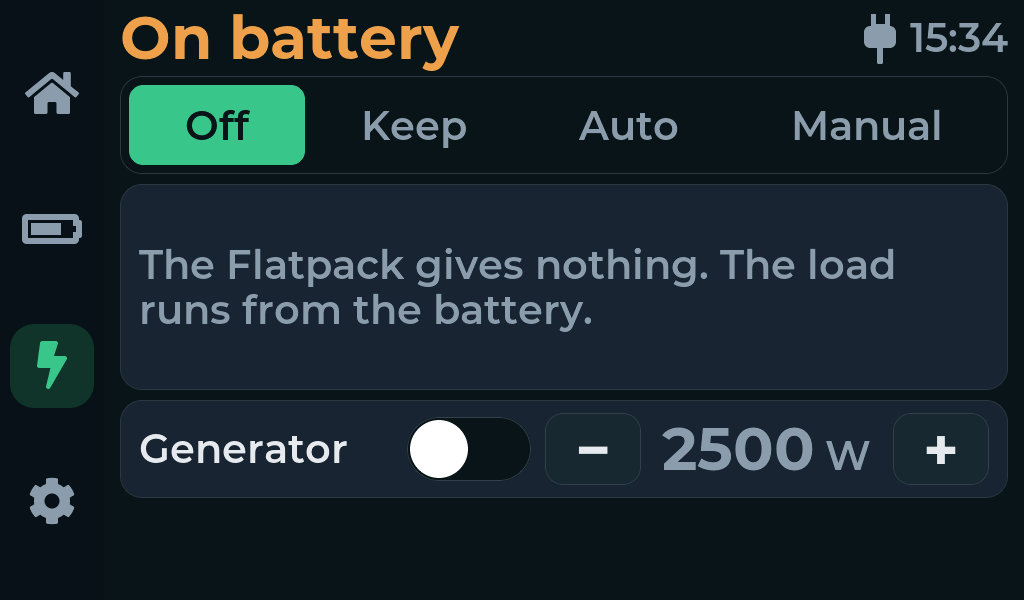 On battery
15:34
Off Keep Auto Manual
The Flatpack gives nothing. The load
runs from the battery.
Generator − 2500 W +